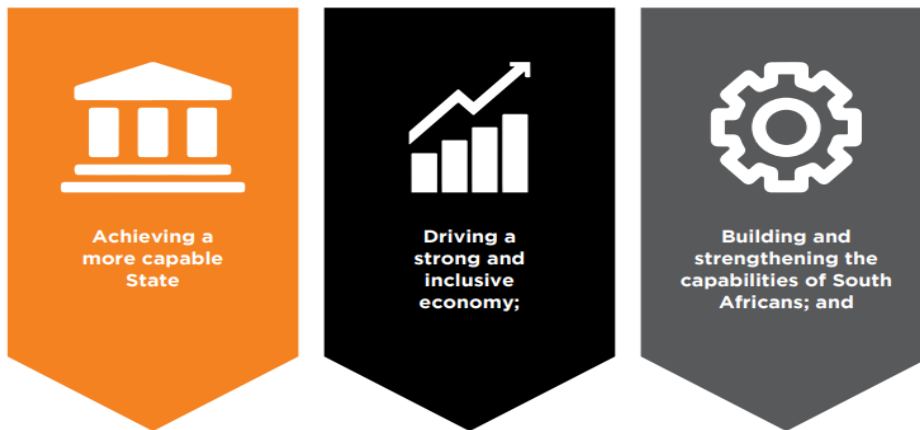 Achieving a
more capable
State
Driving a
strong and
inclusive
economy;
Building and
strengthening the
capabilities of South
Africans; and